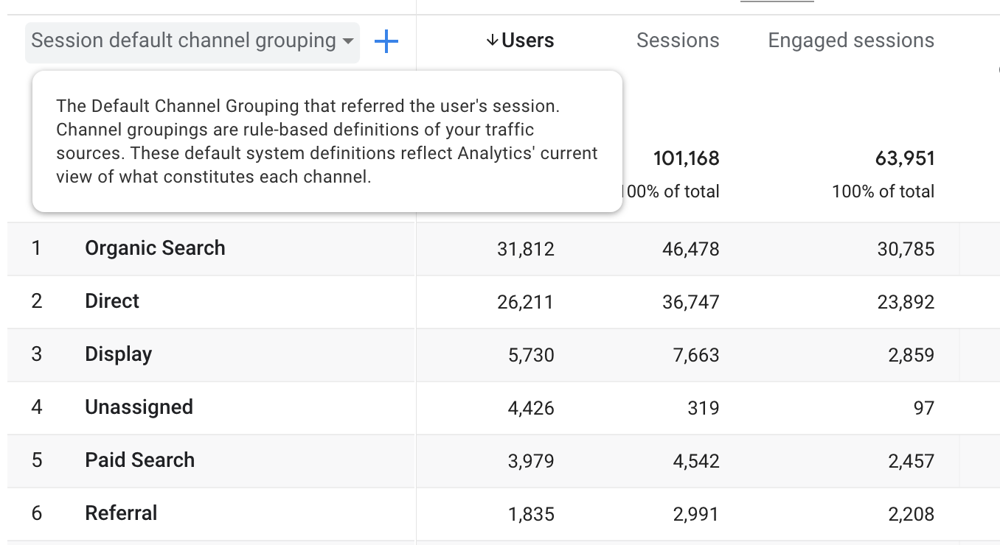 Session default channel grouping Users Sessions Engaged sessions
The Default Channel Grouping that referred the user's session.
Channel groupings are rule-based definitions of your traffic
sources. These default system definitions reflect Analytics' current
view of what constitutes each channel.
101,168 63,951
100% of total 100% of total
1 Organic Search 31,812 46,478 30,785
2 Direct 26,211 36,747 23,892
3 Display 5,730 7,663 2,859
4 Unassigned 4,426 319 97
5 Paid Search 3,979 4,542 2,457
6 Referral 1,835 2,991 2,208